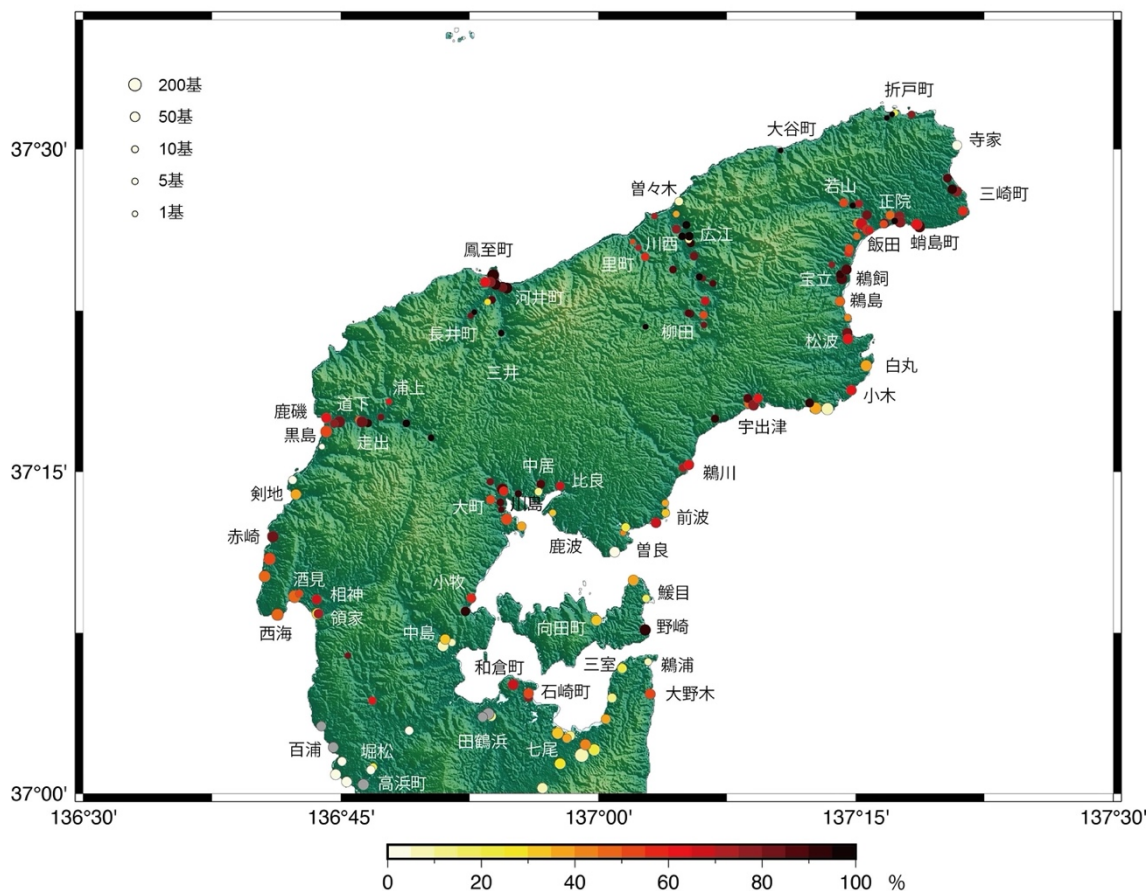 200基
50基
10基
5基
1基
折戸町
大谷町
寺家
曽々木
若山
正院
三崎町
川西
広江
飯田
蛸島町
鳳至町
里町
宝立
鵜飼
河井町
鵜島
長井町
柳田
松波
三井
白丸
浦上
小木
鹿磯
道下
黒島
走出
宇出津
中居
鵜川
剣地
大町
川島
比良
前波
赤崎
鹿波
曽良
酒見
小牧
相神
鰀目
西海
領家
中島
向田町
野崎
和倉町
三室
鵜浦
石崎町
大野木
百浦
堀松
田鶴浜
七尾
高浜町
37°30'
37°15'
37°00'
136°30'
136°45'
137°00'
137°15'
137°30'
0
20
40
60
80
100
%